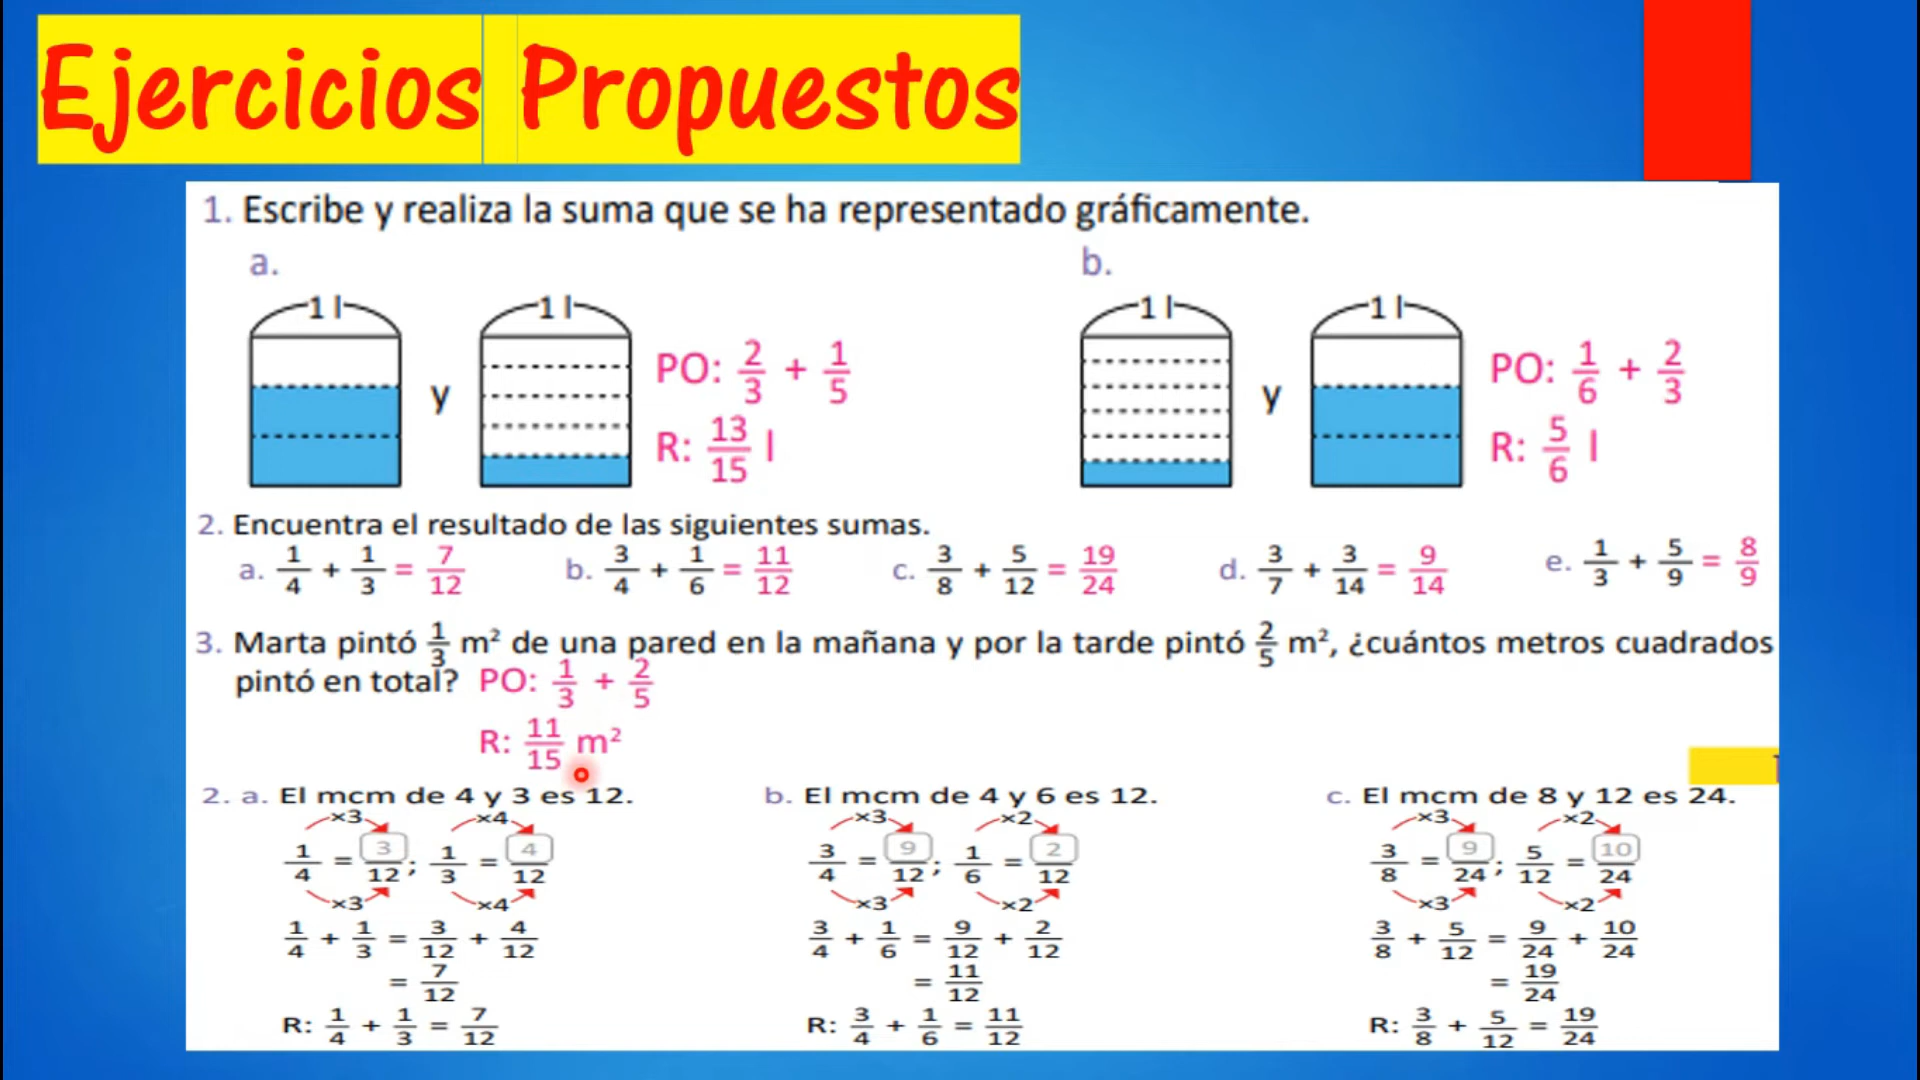 Ejercicios Propuestos
1. Escribe y realiza la suma que se ha representado gráficamente.
a. b.
1 l 1 l 1 l 1 l
y PO: 2/3 + 1/5 y PO: 1/6 + 2/3
R: 13/15 l R: 5/6 l
2. Encuentra el resultado de las siguientes sumas.
a. 1/4 + 1/3 = 7/12 b. 3/4 + 1/6 = 11/12 c. 3/8 + 5/12 = 19/24 d. 3/7 + 3/14 = 9/14 e. 1/3 + 5/9 = 8/9
3. Marta pintó 1/3 m² de una pared en la mañana y por la tarde pintó 2/5 m², ¿cuántos metros cuadrados
pintó en total? PO: 1/3 + 2/5
R: 11/15 m²
2. a. El mcm de 4 y 3 es 12. b. El mcm de 4 y 6 es 12. c. El mcm de 8 y 12 es 24.
×3 ×4 ×3 ×2 ×3 ×2
1/4 = 3/12; 1/3 = 4/12 3/4 = 9/12; 1/6 = 2/12 3/8 = 9/24; 5/12 = 10/24
×3 ×4 ×3 ×2 ×3 ×2
1/4 + 1/3 = 3/12 + 4/12 3/4 + 1/6 = 9/12 + 2/12 3/8 + 5/12 = 9/24 + 10/24
= 7/12 = 11/12 = 19/24
R: 1/4 + 1/3 = 7/12 R: 3/4 + 1/6 = 11/12 R: 3/8 + 5/12 = 19/24